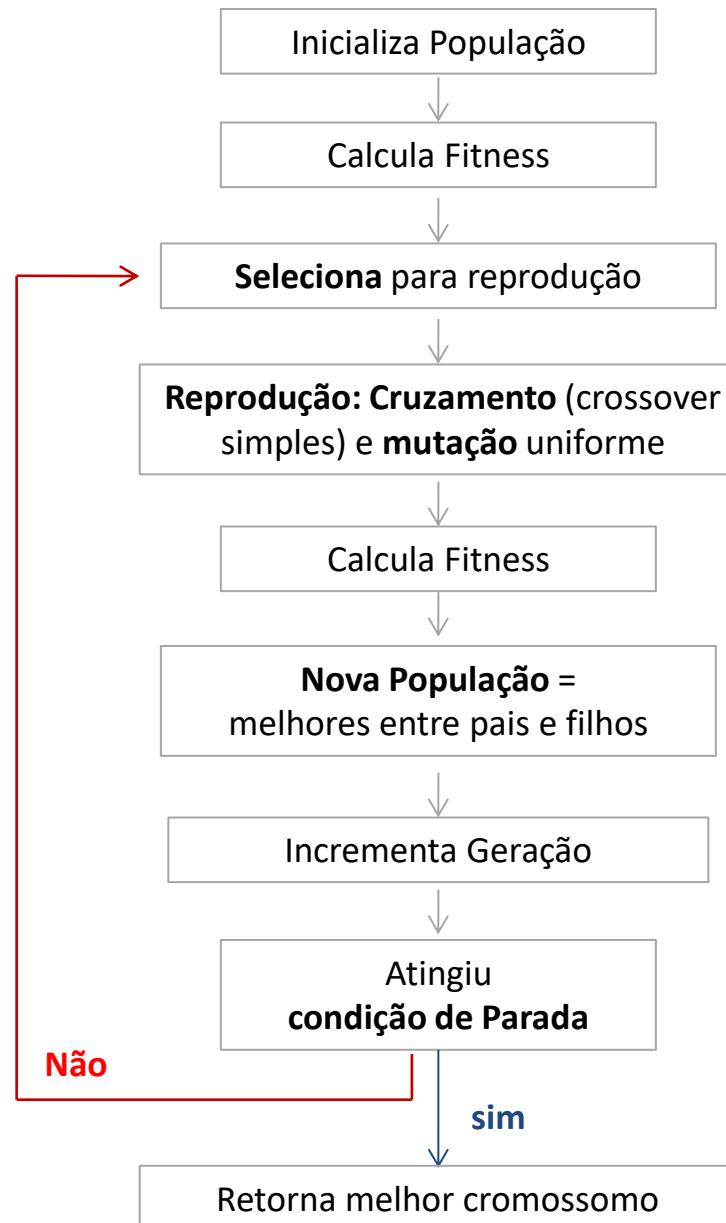 Inicializa População
Calcula Fitness
Seleciona para reprodução
Reprodução: Cruzamento (crossover
simples) e mutação uniforme
Calcula Fitness
Nova População =
melhores entre pais e filhos
Incrementa Geração
Atingiu
condição de Parada
Não
sim
Retorna melhor cromossomo